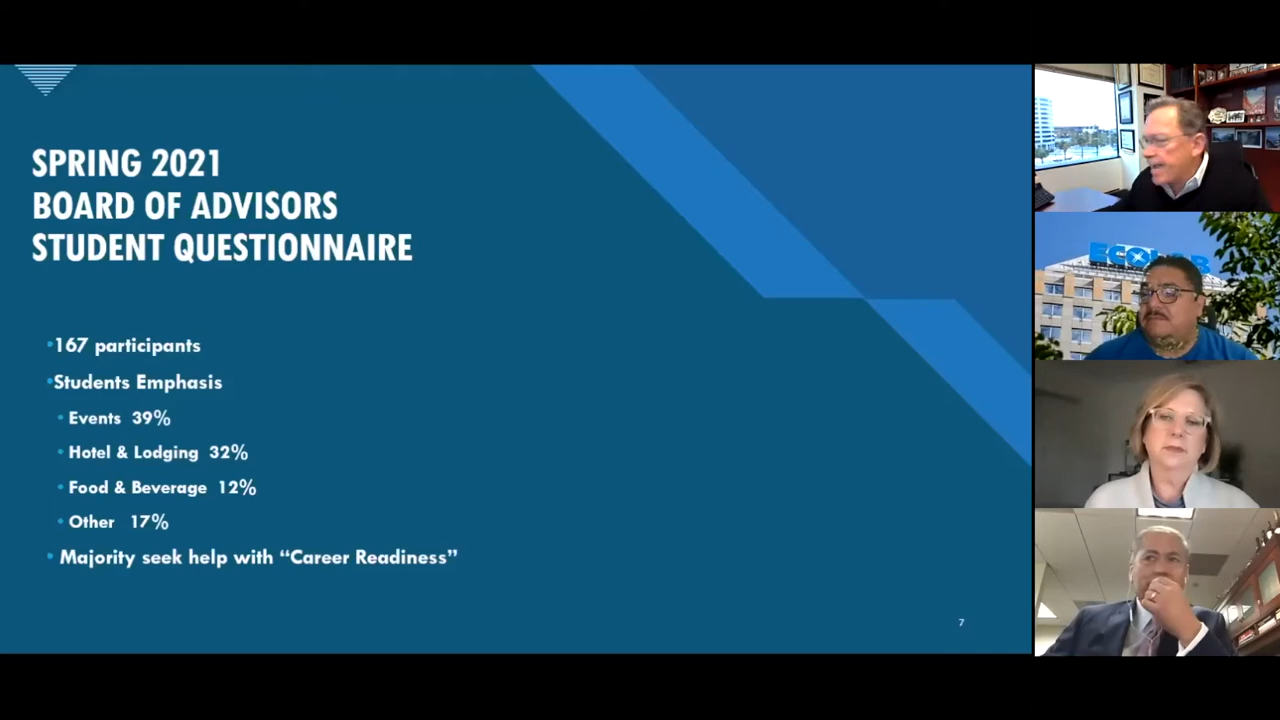 SPRING 2021
BOARD OF ADVISORS
STUDENT QUESTIONNAIRE
•167 participants
•Students Emphasis
• Events 39%
• Hotel & Lodging 32%
• Food & Beverage 12%
• Other 17%
• Majority seek help with “Career Readiness”
7
ECOLAB